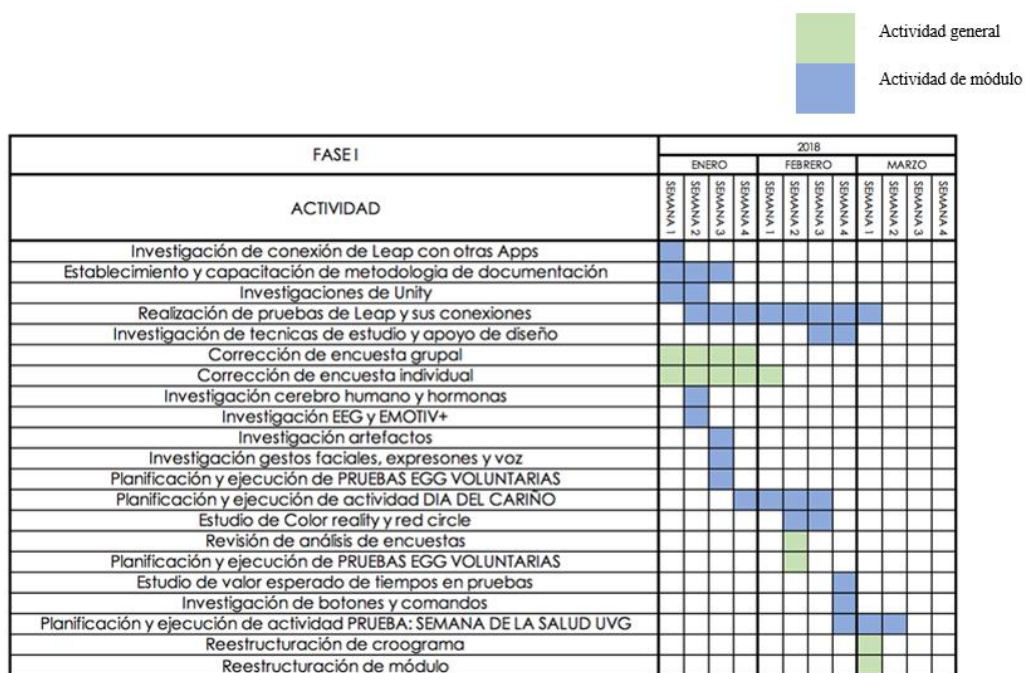 Actividad general
Actividad de módulo
FASE I
2018
ENERO FEBRERO MARZO
ACTIVIDAD
SEMANA 1 SEMANA 2 SEMANA 3 SEMANA 4 SEMANA 1 SEMANA 2 SEMANA 3 SEMANA 4 SEMANA 1 SEMANA 2 SEMANA 3 SEMANA 4
Investigación de conexión de Leap con otras Apps
Establecimiento y capacitación de metodologia de documentación
Investigaciones de Unity
Realización de pruebas de Leap y sus conexiones
Investigación de tecnicas de estudio y apoyo de diseño
Corrección de encuesta grupal
Corrección de encuesta individual
Investigación cerebro humano y hormonas
Investigación EEG y EMOTIV+
Investigación artefactos
Investigación gestos faciales, expresones y voz
Planificación y ejecución de PRUEBAS EGG VOLUNTARIAS
Planificación y ejecución de actividad DIA DEL CARIÑO
Estudio de Color reality y red circle
Revisión de análisis de encuestas
Planificación y ejecución de PRUEBAS EGG VOLUNTARIAS
Estudio de valor esperado de tiempos en pruebas
Investigación de botones y comandos
Planificación y ejecución de actividad PRUEBA: SEMANA DE LA SALUD UVG
Reestructuración de croograma
Reestructuración de módulo